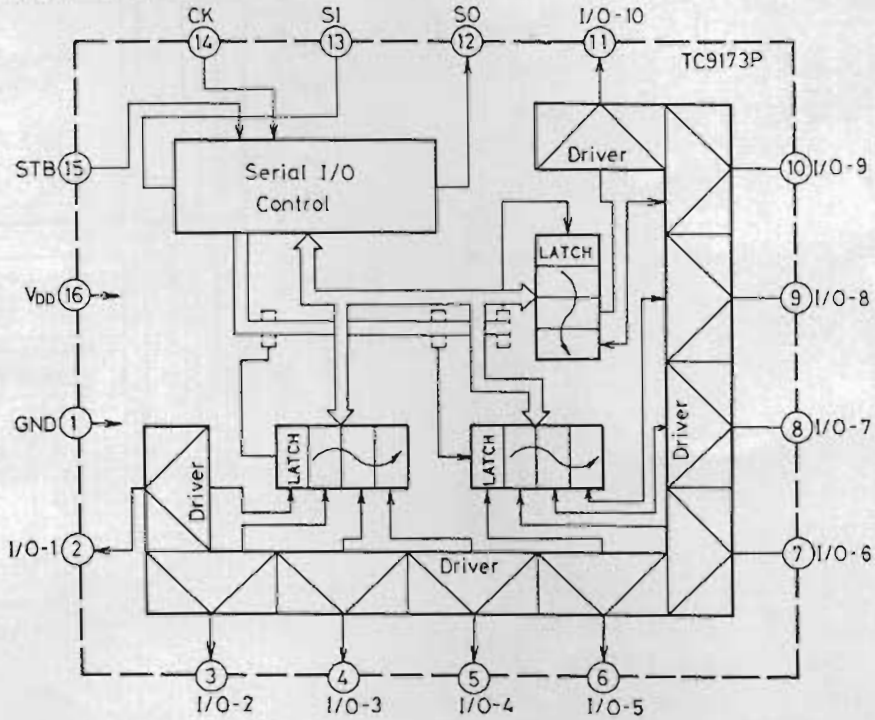 CK SI SO I/O-10
14 13 12 11
TC9173P
STB 15
Serial I/O
Control
Driver
10 I/O-9
VDD 16
LATCH
9 I/O-8
GND 1
LATCH
LATCH
Driver
8 I/O-7
Driver
I/O-1 2
Driver
7 I/O-6
3 4 5 6
I/O-2 I/O-3 I/O-4 I/O-5